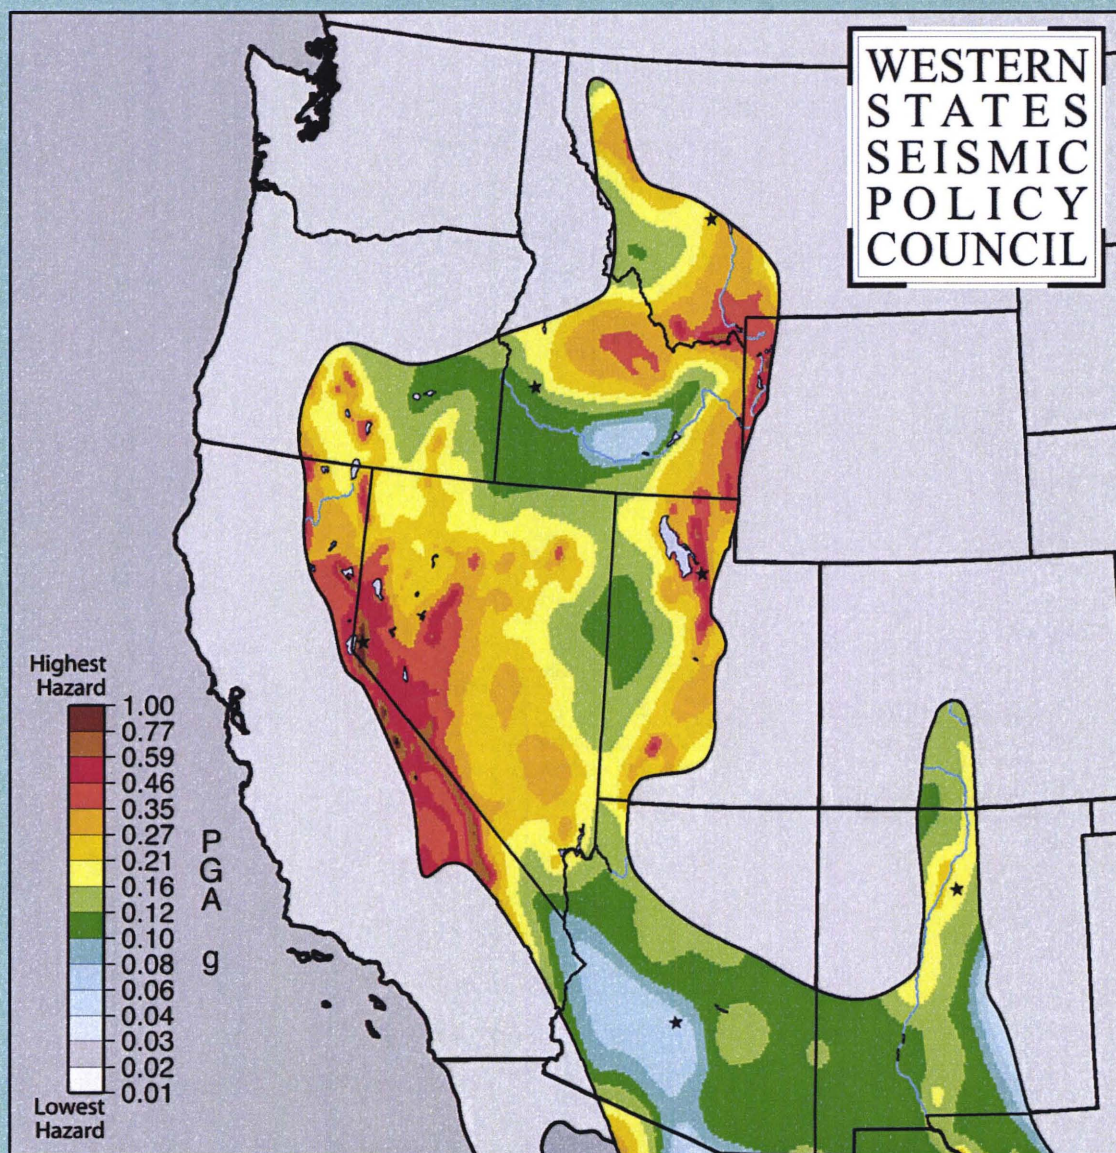 WESTERN
STATES
SEISMIC
POLICY
COUNCIL
Highest
Hazard
1.00
0.77
0.59
0.46
0.35
0.27
0.21
0.16
0.12
0.10
0.08
0.06
0.04
0.03
0.02
0.01
P
G
A
g
Lowest
Hazard